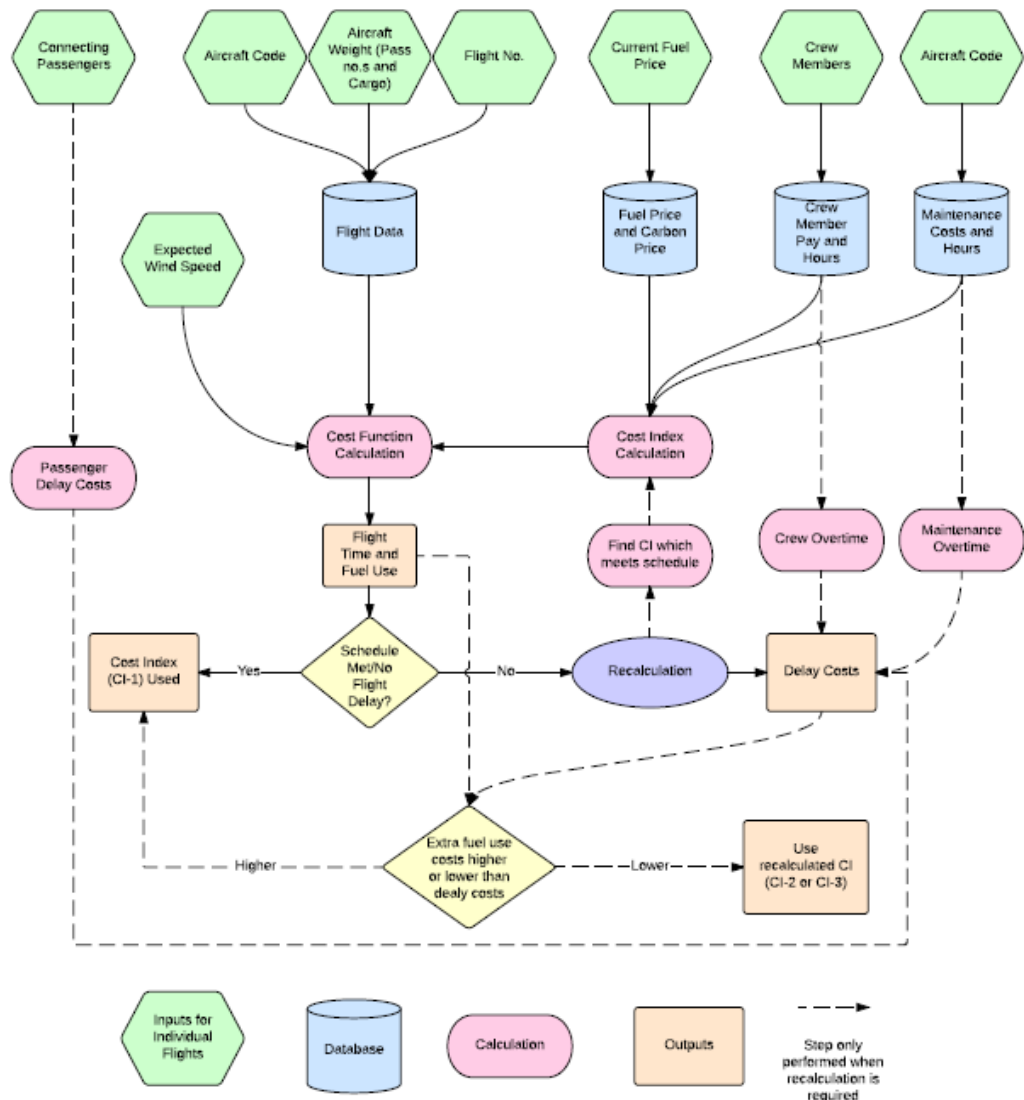 Connecting
Passengers
Aircraft Code
Aircraft
Weight (Pass
no.s and
Cargo)
Flight No.
Current Fuel
Price
Crew
Members
Aircraft Code
Expected
Wind Speed
Flight Data
Fuel Price
and Carbon
Price
Crew
Member
Pay and
Hours
Maintenance
Costs and
Hours
Passenger
Delay Costs
Cost Function
Calculation
Cost Index
Calculation
Flight
Time and
Fuel Use
Find CI which
meets schedule
Crew Overtime
Maintenance
Overtime
Cost Index
(CI-1) Used
Yes
Schedule
Met/No
Flight
Delay?
No
Recalculation
Delay Costs
Higher
Extra fuel use
costs higher
or lower than
dealy costs
Lower
Use
recalculated CI
(CI-2 or CI-3)
Inputs for
Individual
Flights
Database
Calculation
Outputs
Step only
performed when
recalculation is
required